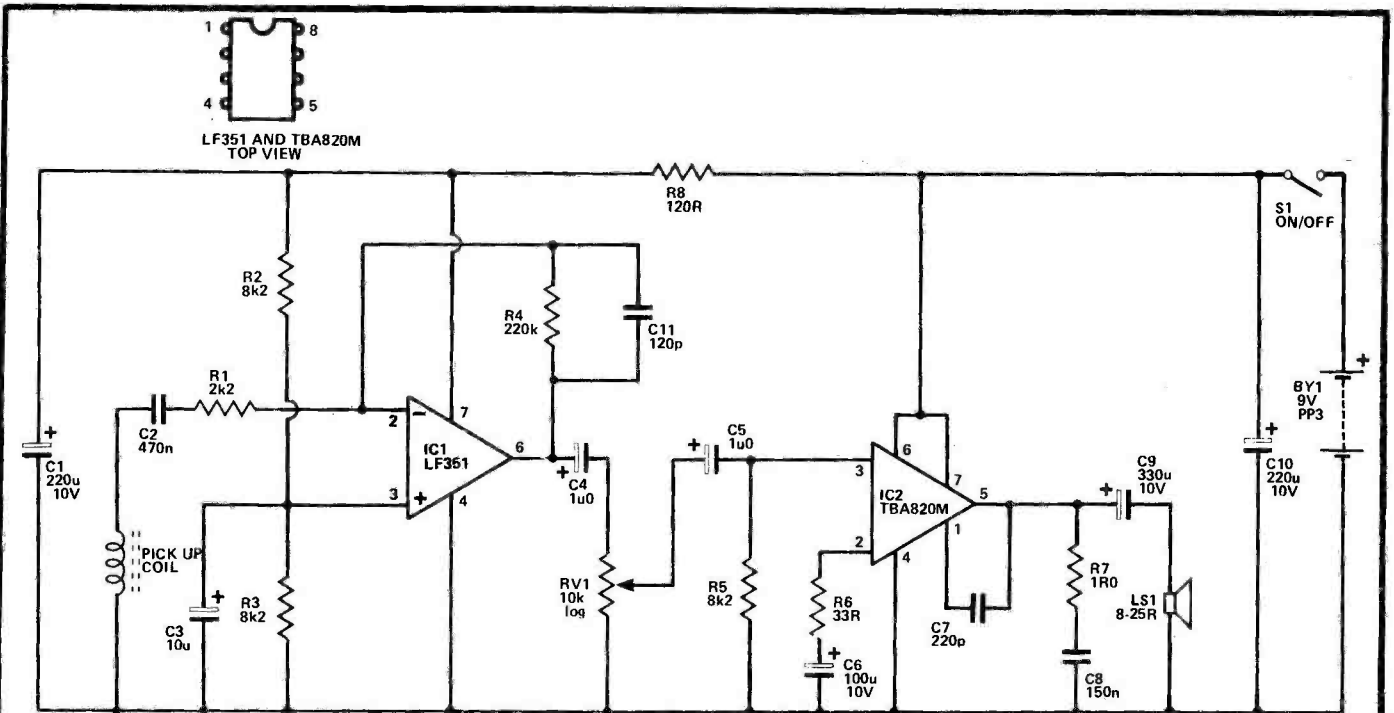 1
8
4
5
LF351 AND TBA820M
TOP VIEW
R8
120R
S1
ON/OFF
R2
8k2
R4
220k
C11
120p
R1
2k2
C2
470n
2
–
7
IC1
LF351
6
3
+
4
+
C1
220u
10V
+
C4
1u0
C5
1u0
+
3
6
7
IC2
TBA820M
5
2
1
4
C9
330u
10V
+
+
C10
220u
10V
+
BY1
9V
PP3
PICK UP
COIL
+
C3
10u
R3
8k2
RV1
10k
log
R5
8k2
R6
33R
+
C6
100u
10V
C7
220p
R7
1R0
C8
150n
LS1
8-25R